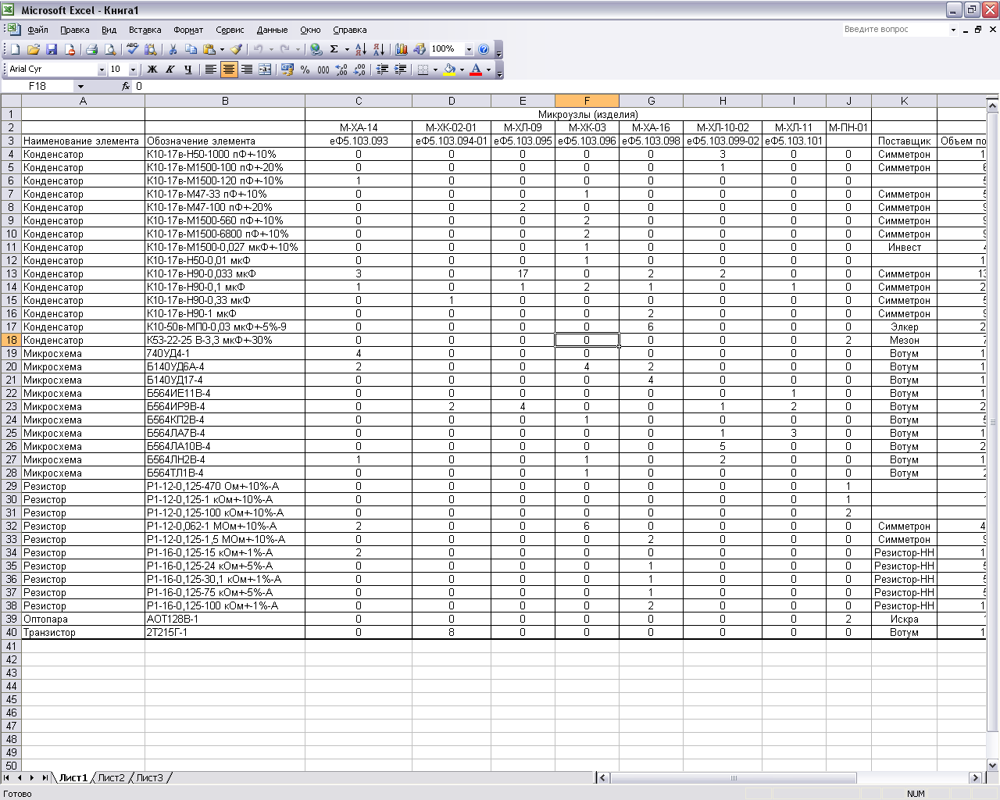 Microsoft Excel - Книга1
Файл Правка Вид Вставка Формат Сервис Данные Окно Справка Введите вопрос
100%
Arial Cyr 10 Ж К Ч % 000
F18 fx 0
A B C D E F G H I J K
1 Микроузлы (изделия)
2 М-ХА-14 М-ХК-02-01 М-ХЛ-09 М-ХК-03 М-ХА-16 М-ХЛ-10-02 М-ХЛ-11 М-ПН-01
3 Наименование элемента Обозначение элемента еФ5.103.093 еФ5.103.094-01 еФ5.103.095 еФ5.103.096 еФ5.103.098 еФ5.103.099-02 еФ5.103.101 Поставщик Объем по
4 Конденсатор К10-17в-Н50-1000 пФ+-10% 0 0 0 0 0 3 0 0 Симметрон 1
5 Конденсатор К10-17в-М1500-100 пФ+-20% 0 0 0 0 0 1 0 0 Симметрон
6 Конденсатор К10-17в-М1500-120 пФ+-10% 1 0 0 0 0 0 0 0
7 Конденсатор К10-17в-М47-33 пФ+-10% 0 0 0 1 0 0 0 0 Симметрон
8 Конденсатор К10-17в-М47-100 пФ+-20% 0 0 2 0 0 0 0 0 Симметрон
9 Конденсатор К10-17в-М1500-560 пФ+-10% 0 0 0 2 0 0 0 0 Симметрон
10 Конденсатор К10-17в-М1500-6800 пФ+-10% 0 0 0 2 0 0 0 0 Симметрон
11 Конденсатор К10-17в-М1500-0,027 мкФ+-10% 0 0 0 1 0 0 0 0 Инвест
12 Конденсатор К10-17в-Н50-0,01 мкФ 0 0 0 1 0 0 0 0 1
13 Конденсатор К10-17в-Н90-0,033 мкФ 3 0 17 0 2 2 0 0 Симметрон 13
14 Конденсатор К10-17в-Н90-0,1 мкФ 1 0 1 2 1 0 1 0 Симметрон 2
15 Конденсатор К10-17в-Н90-0,33 мкФ 0 1 0 0 0 0 0 0 Симметрон
16 Конденсатор К10-17в-Н90-1 мкФ 0 0 0 0 2 0 0 0 Симметрон
17 Конденсатор К10-50в-МП0-0,03 мкФ+-5%-9 0 0 0 0 6 0 0 0 Элкер 2
18 Конденсатор К53-22-25 В-3,3 мкФ+-30% 0 0 0 0 0 0 0 2 Мезон
19 Микросхема 740УД4-1 4 0 0 0 0 0 0 0 Вотум 1
20 Микросхема Б140УД6А-4 2 0 0 4 2 0 0 0 Вотум 1
21 Микросхема Б140УД17-4 0 0 0 0 4 0 0 0 Вотум 1
22 Микросхема Б564ИЕ11В-4 0 0 0 0 0 0 1 0 Вотум 1
23 Микросхема Б564ИР9В-4 0 2 4 0 0 1 2 0 Вотум 2
24 Микросхема Б564КП2В-4 0 0 0 1 0 0 0 0 Вотум
25 Микросхема Б564ЛА7В-4 0 0 0 0 0 1 3 0 Вотум 1
26 Микросхема Б564ЛА10В-4 0 0 0 0 0 5 0 0 Вотум 2
27 Микросхема Б564ЛН2В-4 1 0 0 1 0 2 0 0 Вотум 1
28 Микросхема Б564ТЛ1В-4 0 0 0 1 0 0 0 0 Вотум 2
29 Резистор Р1-12-0,125-470 Ом+-10%-А 0 0 0 0 0 0 0 1
30 Резистор Р1-12-0,125-1 кОм+-10%-А 0 0 0 0 0 0 0 1
31 Резистор Р1-12-0,125-100 кОм+-10%-А 0 0 0 0 0 0 0 2
32 Резистор Р1-12-0,062-1 МОм+-10%-А 2 0 0 6 0 0 0 0 Симметрон 4
33 Резистор Р1-12-0,125-1,5 МОм+-10%-А 0 0 0 0 2 0 0 0 Симметрон
34 Резистор Р1-16-0,125-15 кОм+-1%-А 2 0 0 0 0 0 0 0 Резистор-НН 1
35 Резистор Р1-16-0,125-24 кОм+-5%-А 0 0 0 0 1 0 0 0 Резистор-НН
36 Резистор Р1-16-0,125-30,1 кОм+-1%-А 0 0 0 0 1 0 0 0 Резистор-НН
37 Резистор Р1-16-0,125-75 кОм+-5%-А 0 0 0 0 1 0 0 0 Резистор-НН
38 Резистор Р1-16-0,125-100 кОм+-1%-А 0 0 0 0 2 0 0 0 Резистор-НН
39 Оптопара АОТ128В-1 0 0 0 0 0 0 0 2 Искра
40 Транзистор 2Т215Г-1 0 8 0 0 0 0 0 0 Вотум 1
41
42
43
44
45
46
47
48
49
50
Лист1 Лист2 Лист3
Готово NUM